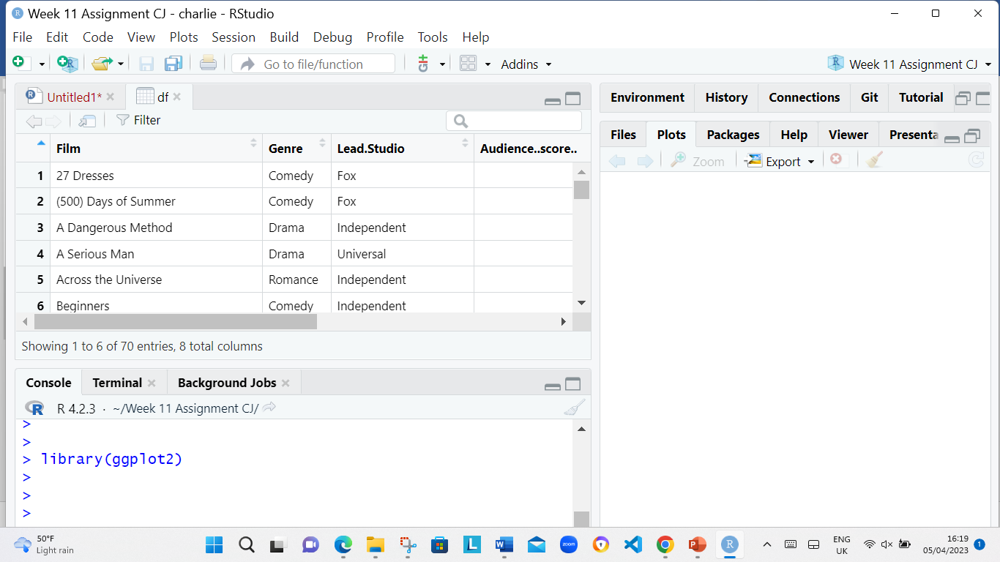 Week 11 Assignment CJ - charlie - RStudio
File Edit Code View Plots Session Build Debug Profile Tools Help
Go to file/function Addins Week 11 Assignment CJ
Untitled1* df
Filter
Film Genre Lead.Studio Audience..score..
1 27 Dresses Comedy Fox
2 (500) Days of Summer Comedy Fox
3 A Dangerous Method Drama Independent
4 A Serious Man Drama Universal
5 Across the Universe Romance Independent
6 Beginners Comedy Independent
Showing 1 to 6 of 70 entries, 8 total columns
Console Terminal Background Jobs
R 4.2.3 · ~/Week 11 Assignment CJ/
>
>
> library(ggplot2)
>
>
>
Environment History Connections Git Tutorial
Files Plots Packages Help Viewer Presenta
Zoom Export
50°F
Light rain
zoom
ENG
UK
16:19
05/04/2023
1